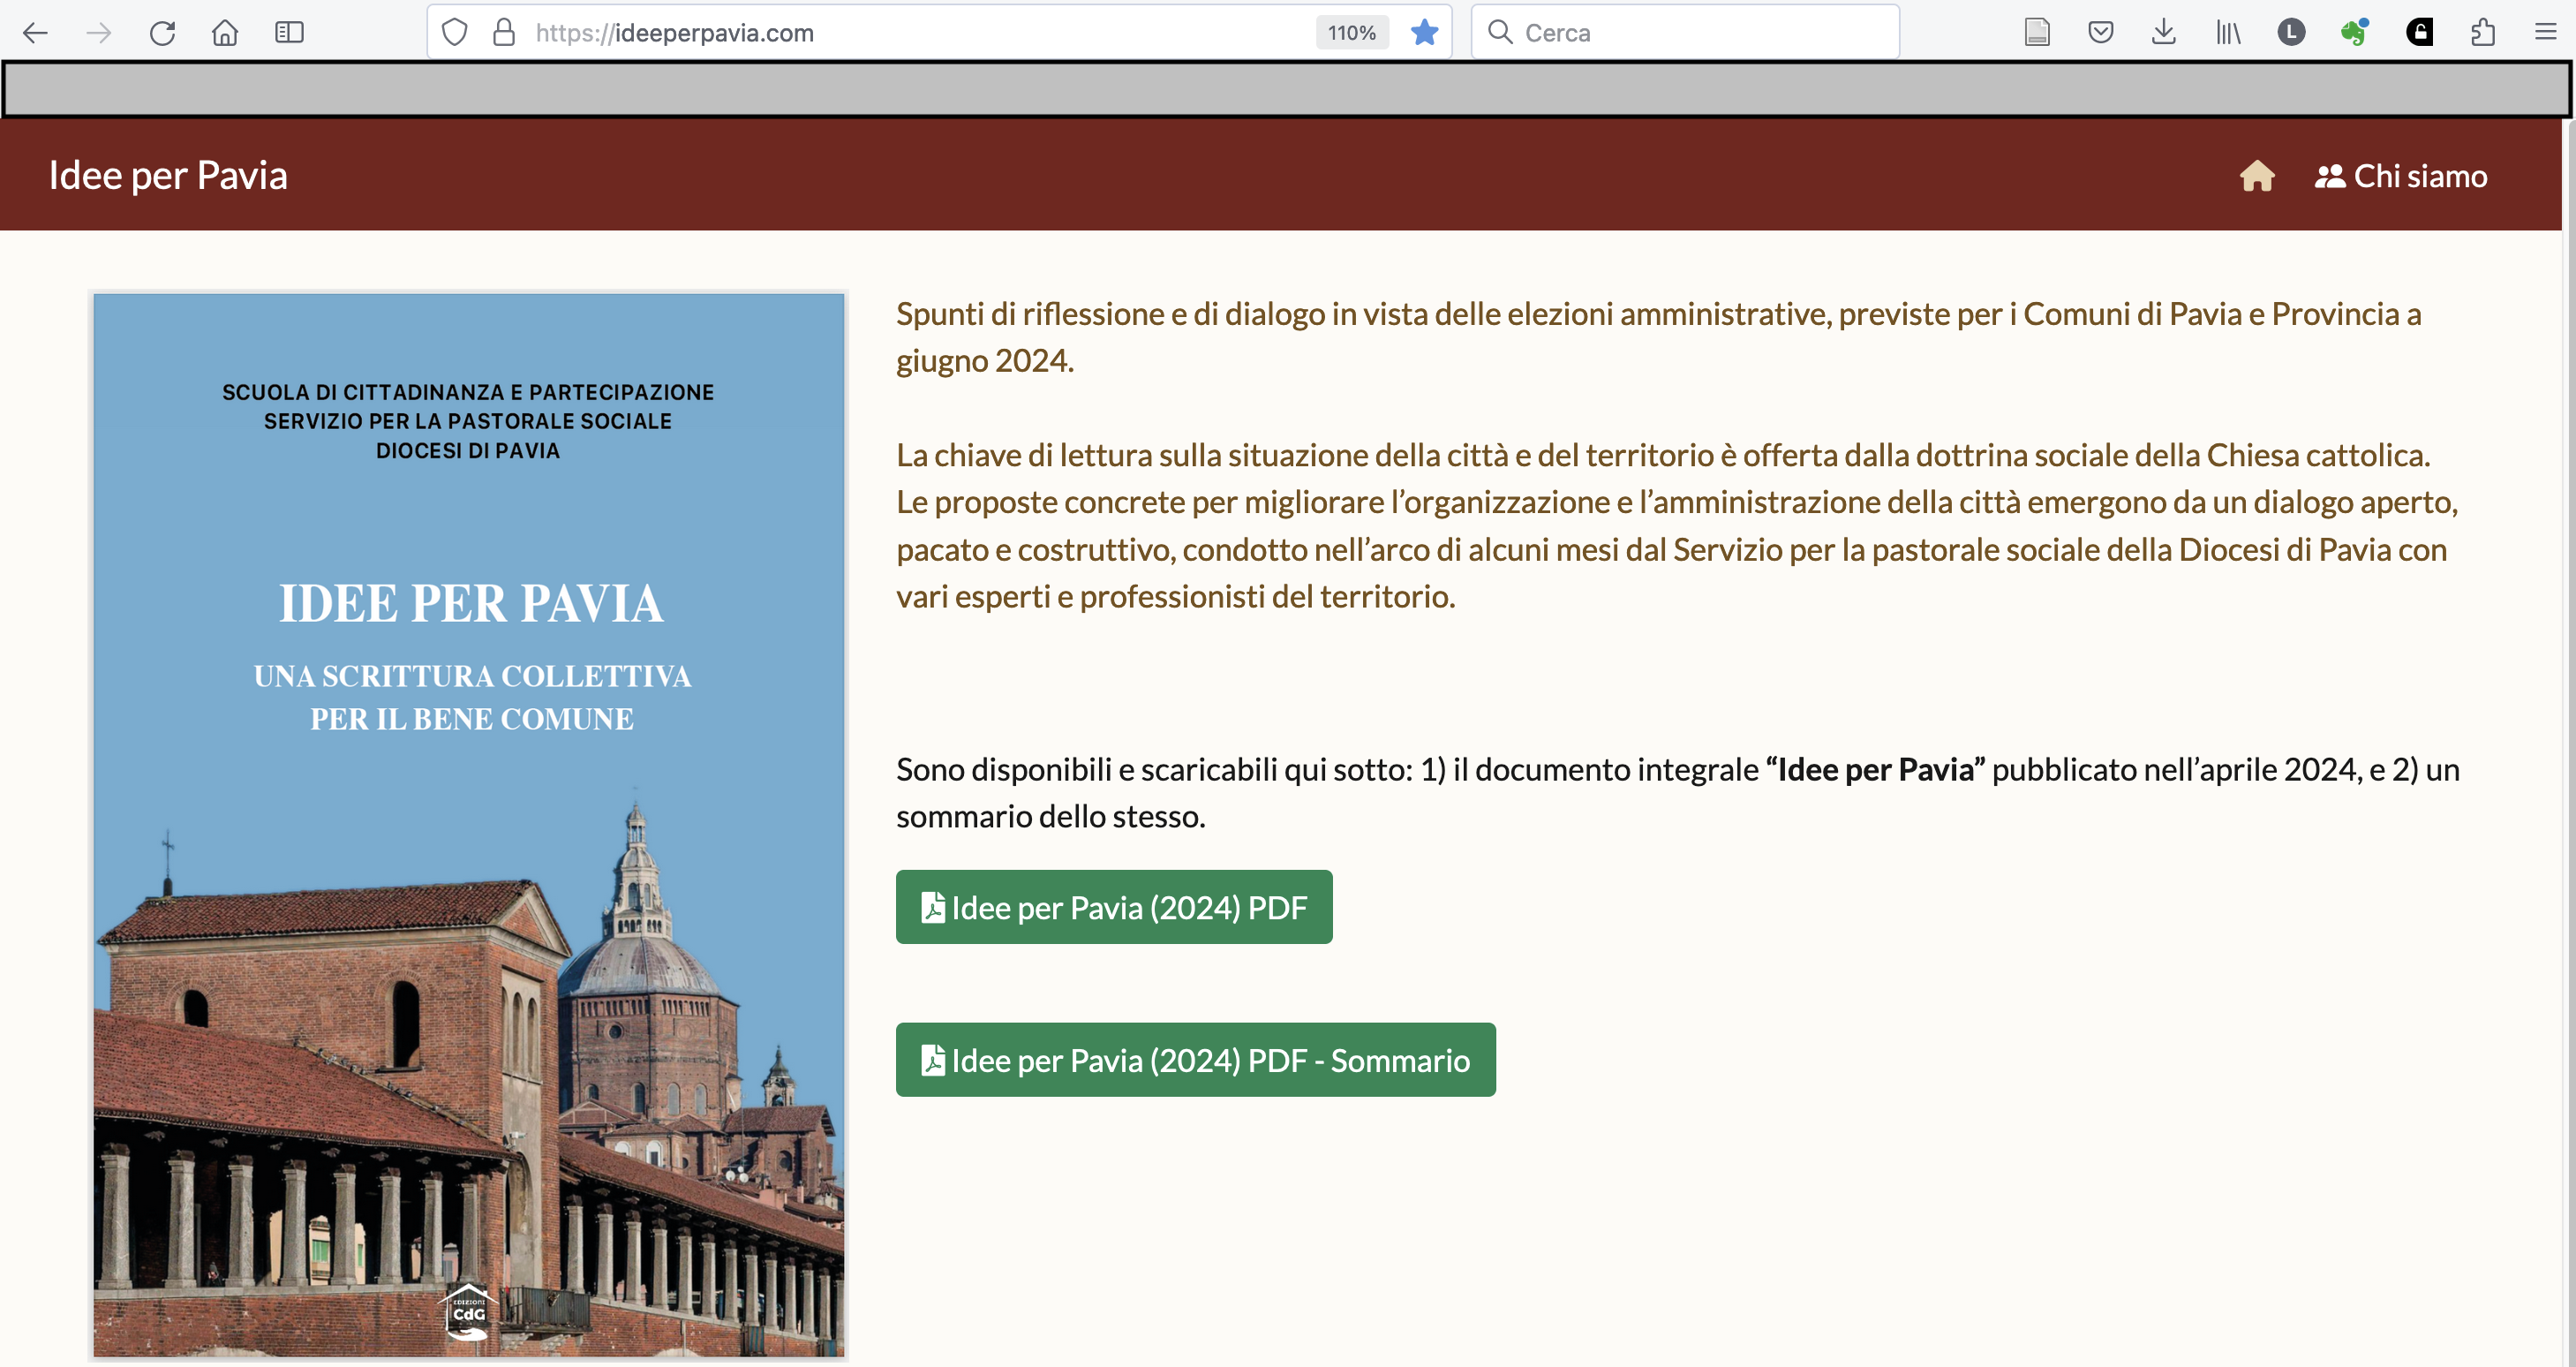 https://ideeperpavia.com
110%
Cerca
L
Idee per Pavia
Chi siamo
SCUOLA DI CITTADINANZA E PARTECIPAZIONE
SERVIZIO PER LA PASTORALE SOCIALE
DIOCESI DI PAVIA
IDEE PER PAVIA
UNA SCRITTURA COLLETTIVA
PER IL BENE COMUNE
EDIZIONI
CdG
Spunti di riflessione e di dialogo in vista delle elezioni amministrative, previste per i Comuni di Pavia e Provincia a
giugno 2024.
La chiave di lettura sulla situazione della città e del territorio è offerta dalla dottrina sociale della Chiesa cattolica.
Le proposte concrete per migliorare l’organizzazione e l’amministrazione della città emergono da un dialogo aperto,
pacato e costruttivo, condotto nell’arco di alcuni mesi dal Servizio per la pastorale sociale della Diocesi di Pavia con
vari esperti e professionisti del territorio.
Sono disponibili e scaricabili qui sotto: 1) il documento integrale “Idee per Pavia” pubblicato nell’aprile 2024, e 2) un
sommario dello stesso.
Idee per Pavia (2024) PDF
Idee per Pavia (2024) PDF - Sommario